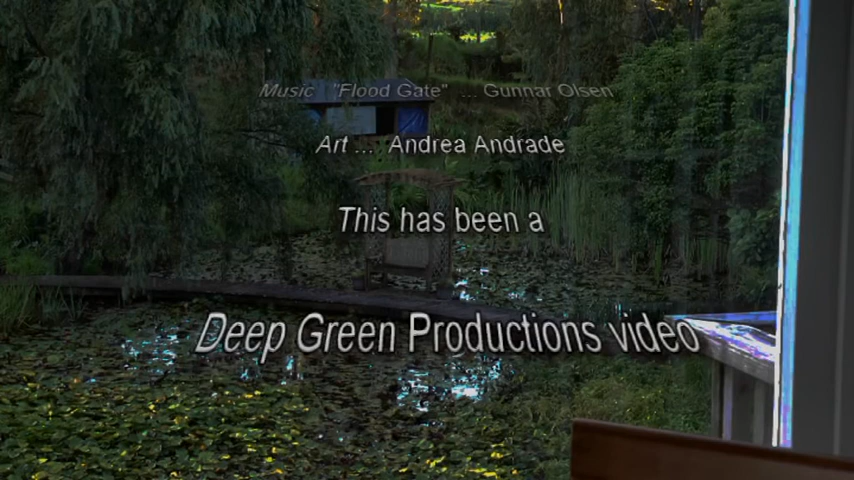 Music "Flood Gate" ... Gunnar Olsen
Art ... Andrea Andrade
This has been a
Deep Green Productions video